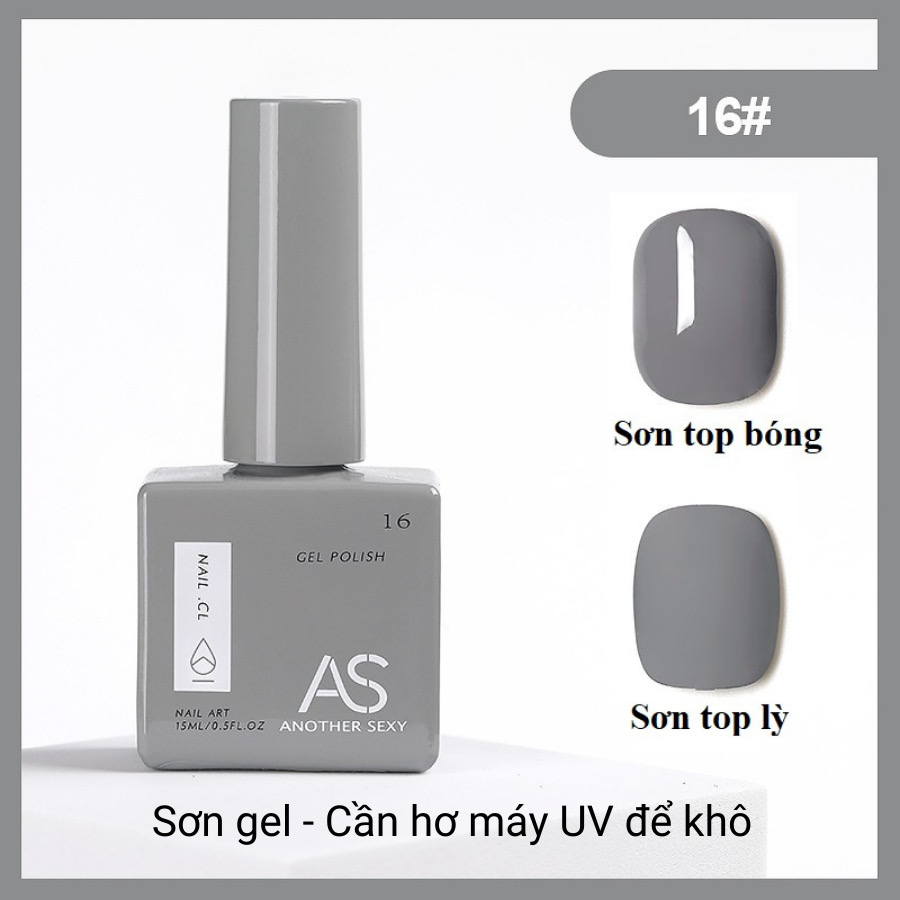 16#
Sơn top bóng
Sơn top lỳ
16
GEL POLISH
NAIL .CL
AS
ANOTHER SEXY
NAIL ART
15ML/0.5FL.OZ
Sơn gel - Cần hơ máy UV để khô